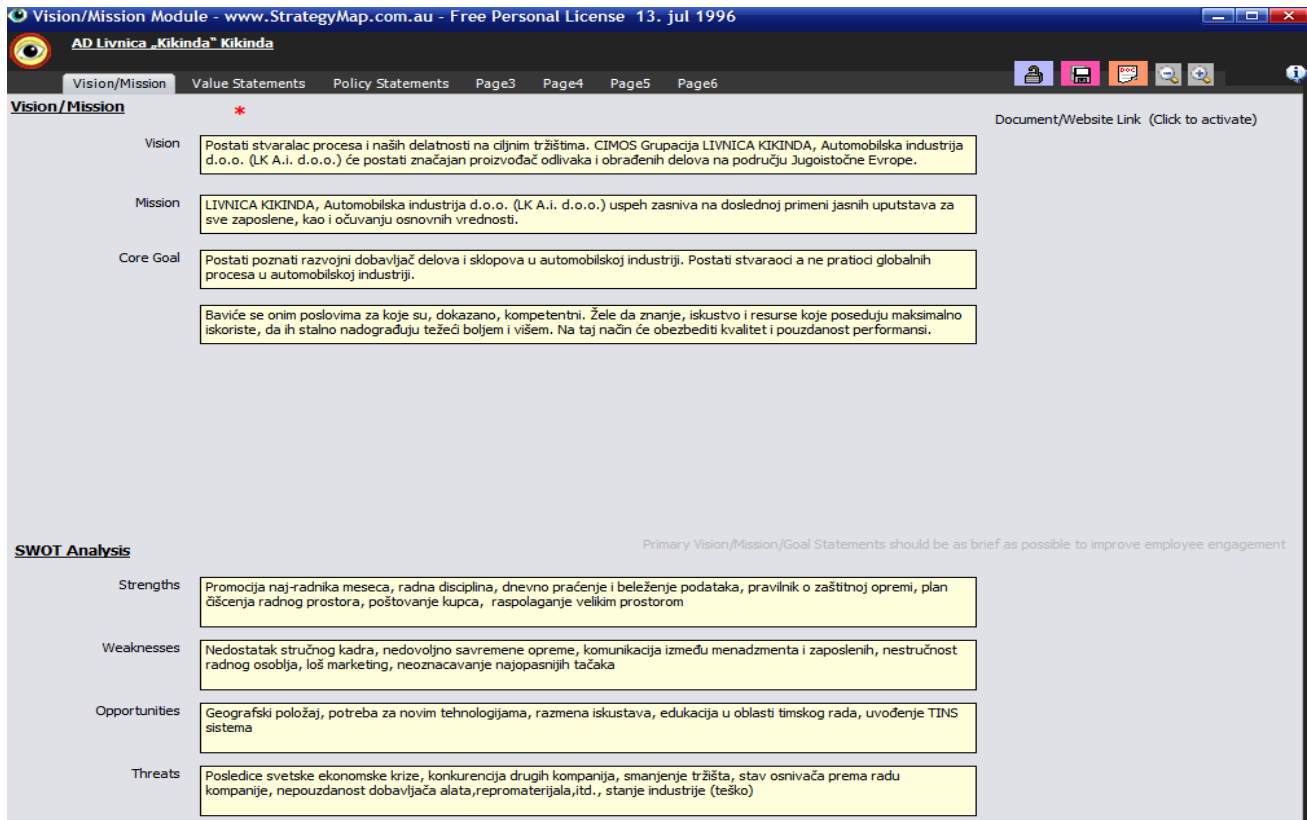 Vision/Mission Module - www.StrategyMap.com.au - Free Personal License 13. jul 1996
AD Livnica „Kikinda“ Kikinda
Vision/Mission Value Statements Policy Statements Page3 Page4 Page5 Page6
Vision/Mission *
Document/Website Link (Click to activate)
Vision
Postati stvaralac procesa i naših delatnosti na ciljnim tržištima. CIMOS Grupacija LIVNICA KIKINDA, Automobilska industrija
d.o.o. (LK A.i. d.o.o.) će postati značajan proizvođač odlivaka i obrađenih delova na području Jugoistočne Evrope.
Mission
LIVNICA KIKINDA, Automobilska industrija d.o.o. (LK A.i. d.o.o.) uspeh zasniva na doslednoj primeni jasnih uputstava za
sve zaposlene, kao i očuvanju osnovnih vrednosti.
Core Goal
Postati poznati razvojni dobavljač delova i sklopova u automobilskoj industriji. Postati stvaraoci a ne pratioci globalnih
procesa u automobilskoj industriji.
Baviće se onim poslovima za koje su, dokazano, kompetentni. Žele da znanje, iskustvo i resurse koje poseduju maksimalno
iskoriste, da ih stalno nadograđuju težeći boljem i višem. Na taj način će obezbediti kvalitet i pouzdanost performansi.
Primary Vision/Mission/Goal Statements should be as brief as possible to improve employee engagement
SWOT Analysis
Strengths
Promocija naj-radnika meseca, radna disciplina, dnevno praćenje i beleženje podataka, pravilnik o zaštitnoj opremi, plan
čišcenja radnog prostora, poštovanje kupca, raspolaganje velikim prostorom
Weaknesses
Nedostatak stručnog kadra, nedovoljno savremene opreme, komunikacija između menadzmenta i zaposlenih, nestručnost
radnog osoblja, loš marketing, neoznacavanje najopasnijih tačaka
Opportunities
Geografski položaj, potreba za novim tehnologijama, razmena iskustava, edukacija u oblasti timskog rada, uvođenje TINS
sistema
Threats
Posledice svetske ekonomske krize, konkurencija drugih kompanija, smanjenje tržišta, stav osnivača prema radu
kompanije, nepouzdanost dobavljača alata,repromaterijala,itd., stanje industrije (teško)